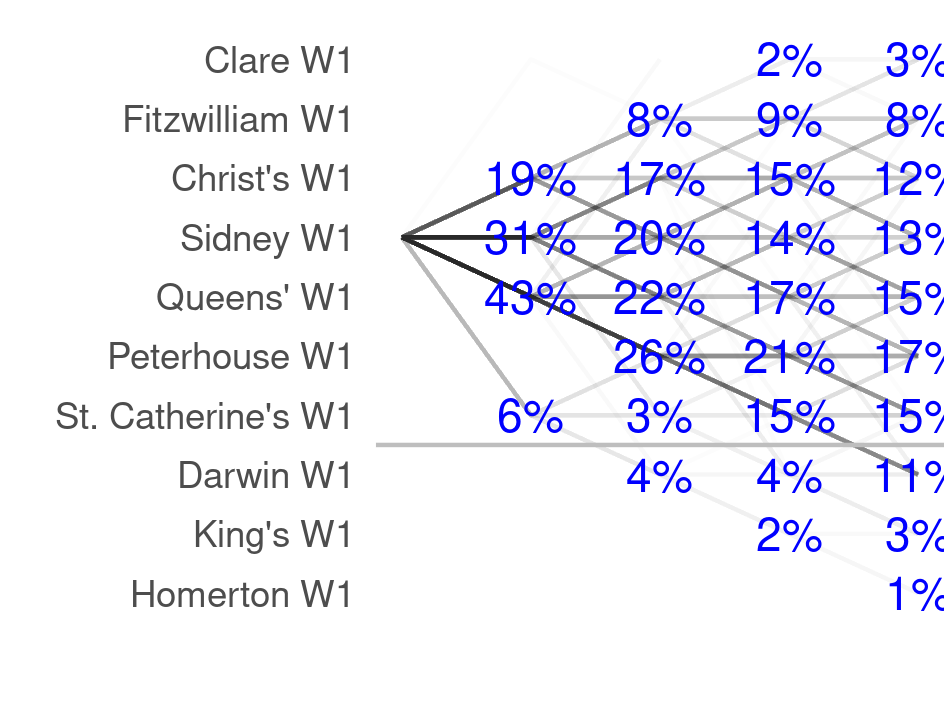 Clare W1 2% 3%
Fitzwilliam W1 8% 9% 8%
Christ's W1 19% 17% 15% 12%
Sidney W1 31% 20% 14% 13%
Queens' W1 43% 22% 17% 15%
Peterhouse W1 26% 21% 17%
St. Catherine's W1 6% 3% 15% 15%
Darwin W1 4% 4% 11%
King's W1 2% 3%
Homerton W1 1%